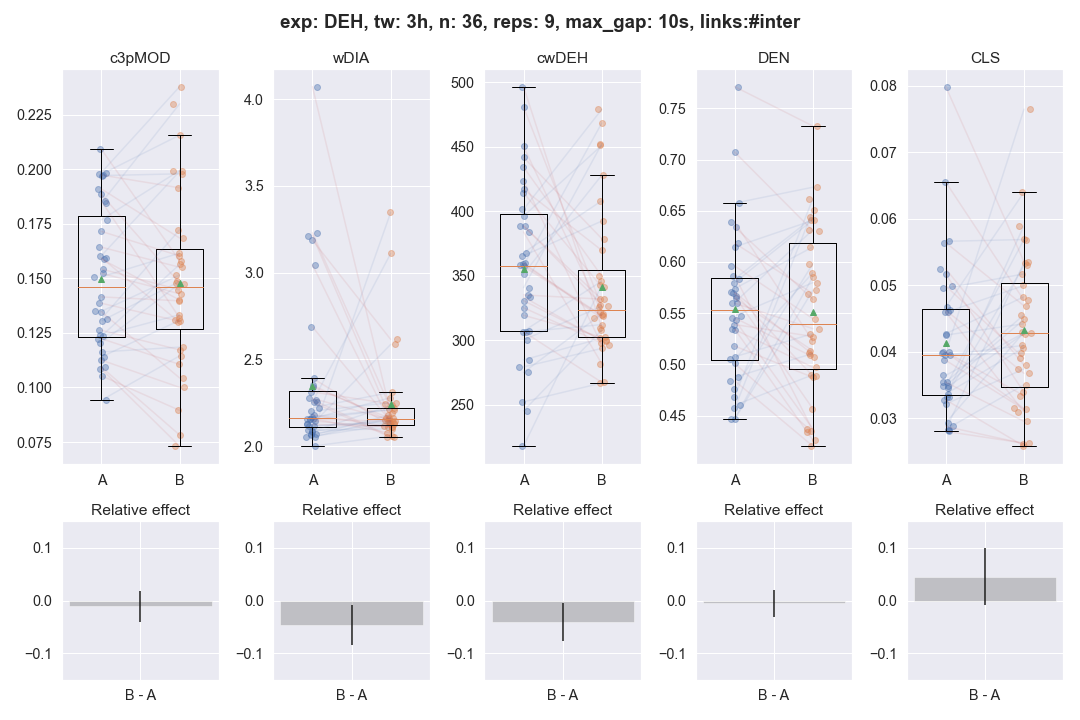 exp: DEH, tw: 3h, n: 36, reps: 9, max_gap: 10s, links:#inter
c3pMOD wDIA cwDEH DEN CLS
0.225
0.200
0.175
0.150
0.125
0.100
0.075
A B
4.0
3.5
3.0
2.5
2.0
A B
500
450
400
350
300
250
A B
0.75
0.70
0.65
0.60
0.55
0.50
0.45
A B
0.08
0.07
0.06
0.05
0.04
0.03
A B
Relative effect
0.1
0.0
−0.1
B - A
Relative effect
0.1
0.0
−0.1
B - A
Relative effect
0.1
0.0
−0.1
B - A
Relative effect
0.1
0.0
−0.1
B - A
Relative effect
0.1
0.0
−0.1
B - A